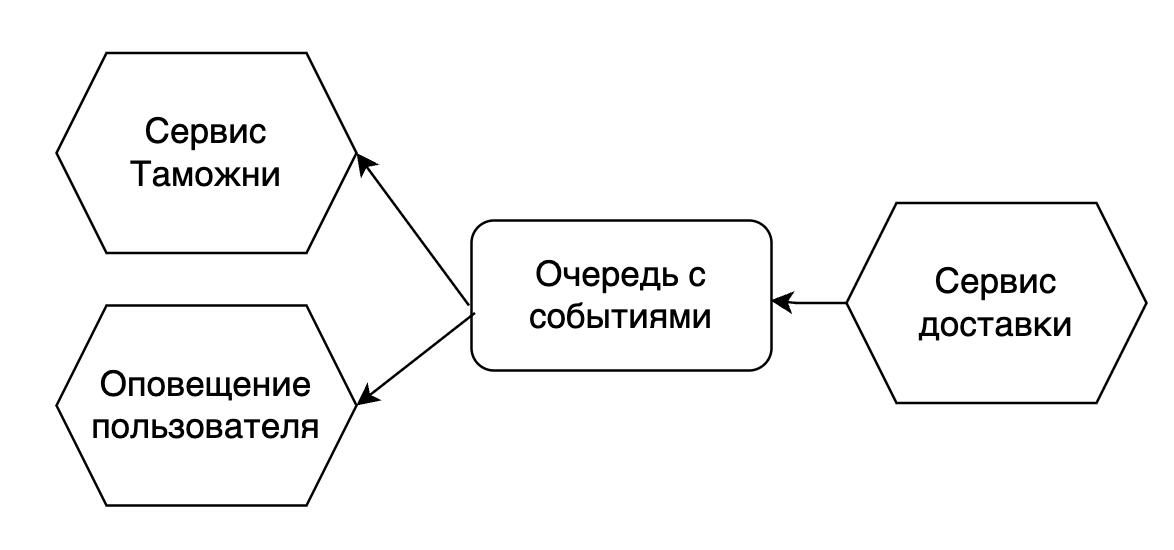 Сервис
Таможни
Очередь с
событиями
Сервис
доставки
Оповещение
пользователя